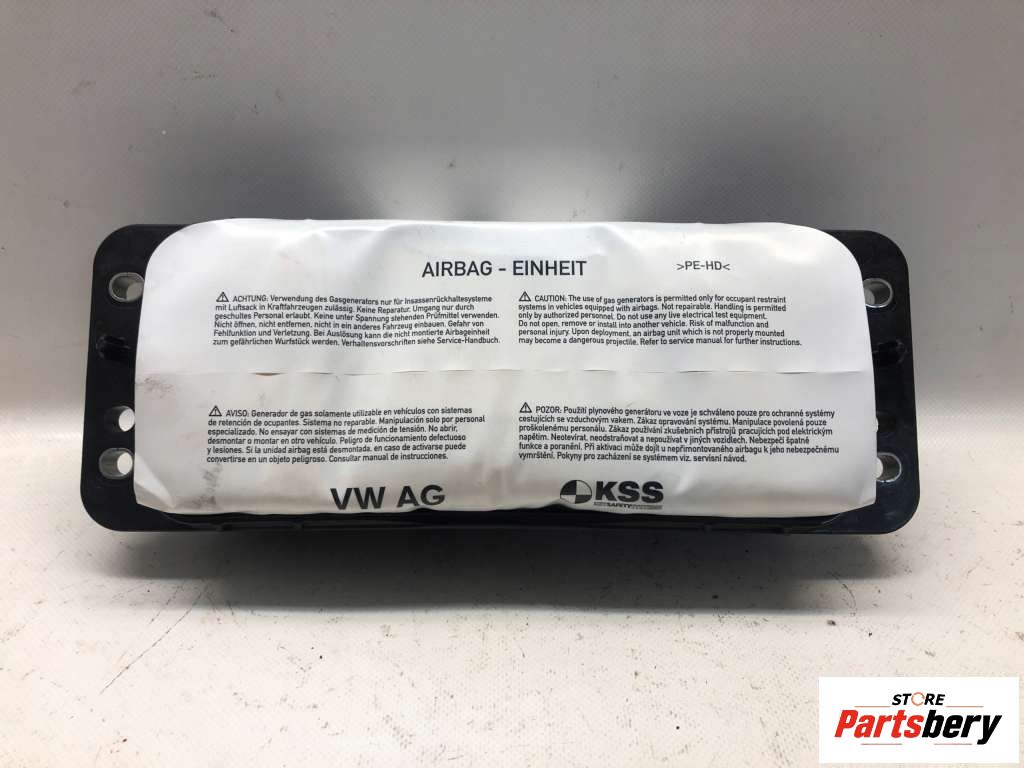 AIRBAG - EINHEIT
>PE-HD<
⚠ ACHTUNG: Verwendung des Gasgenerators nur für Insassenrückhaltesysteme
mit Luftsack in Kraftfahrzeugen zulässig. Keine Reparatur. Umgang nur durch
geschultes Personal erlaubt. Keine unter Spannung stehenden Prüfmittel verwenden.
Nicht öffnen, nicht entfernen, nicht in ein anderes Fahrzeug einbauen. Gefahr von
Fehlfunktion und Verletzung. Bei Auslösung kann die nicht montierte Airbageinheit
zum gefährlichen Wurfstück werden. Verhaltensvorschriften siehe Service-Handbuch.
⚠ CAUTION: The use of gas generators is permitted only for occupant restraint
systems in vehicles equipped with airbags. Not repairable. Handling is permitted
only by authorized personnel. Do not use any live electrical test equipment.
Do not open, remove or install into another vehicle. Risk of malfunction and
personal injury. Upon deployment, an airbag unit which is not properly mounted
may become a dangerous projectile. Refer to service manual for further instructions.
⚠ AVISO: Generador de gas solamente utilizable en vehículos con sistemas
de retención de ocupantes. Sistema no reparable. Manipulación solo por personal
especializado. No ensayar con sistemas de medición de tensión. No abrir,
desmontar o montar en otro vehículo. Peligro de funcionamiento defectuoso
y lesiones. Si la unidad airbag está desmontada, en caso de activarse puede
convertirse en un objeto peligroso. Consultar manual de instrucciones.
⚠ POZOR: Použití plynového generátoru ve voze je schváleno pouze pro ochranné systémy
cestujících se vzduchovým vakem. Zákaz opravování systému. Manipulace povolená pouze
proškolenému personálu. Zákaz používání zkušebních přístrojů pracujících pod elektrickým
napětím. Neotevírat, neodstraňovat a nepoužívat v jiných vozidlech. Nebezpečí špatné
funkce a poranění. Při aktivaci může dojít u nepřimontovaného airbagu k jeho nebezpečnému
vymrštění. Pokyny pro zacházení se systémem viz. servisní návod.
VW AG
KSS
KEY SAFETY SYSTEMS
STORE
Partsbery